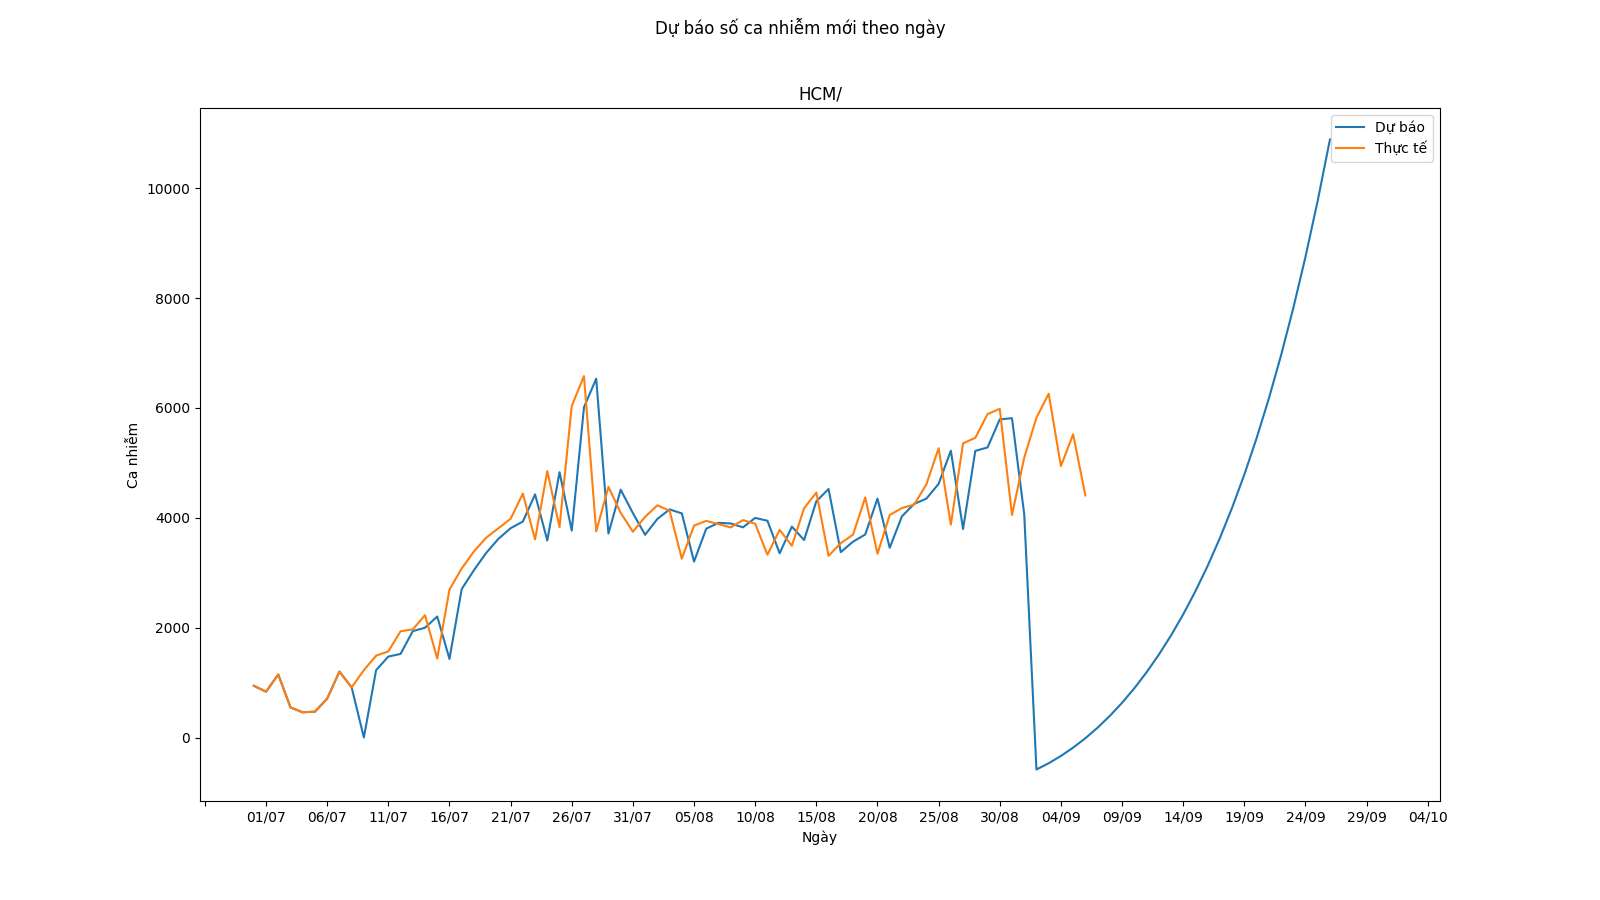 Dự báo số ca nhiễm mới theo ngày
HCM/
Dự báo
Thực tế
10000
8000
6000
4000
2000
0
Ca nhiễm
01/07 06/07 11/07 16/07 21/07 26/07 31/07 05/08 10/08 15/08 20/08 25/08 30/08 04/09 09/09 14/09 19/09 24/09 29/09 04/10
Ngày